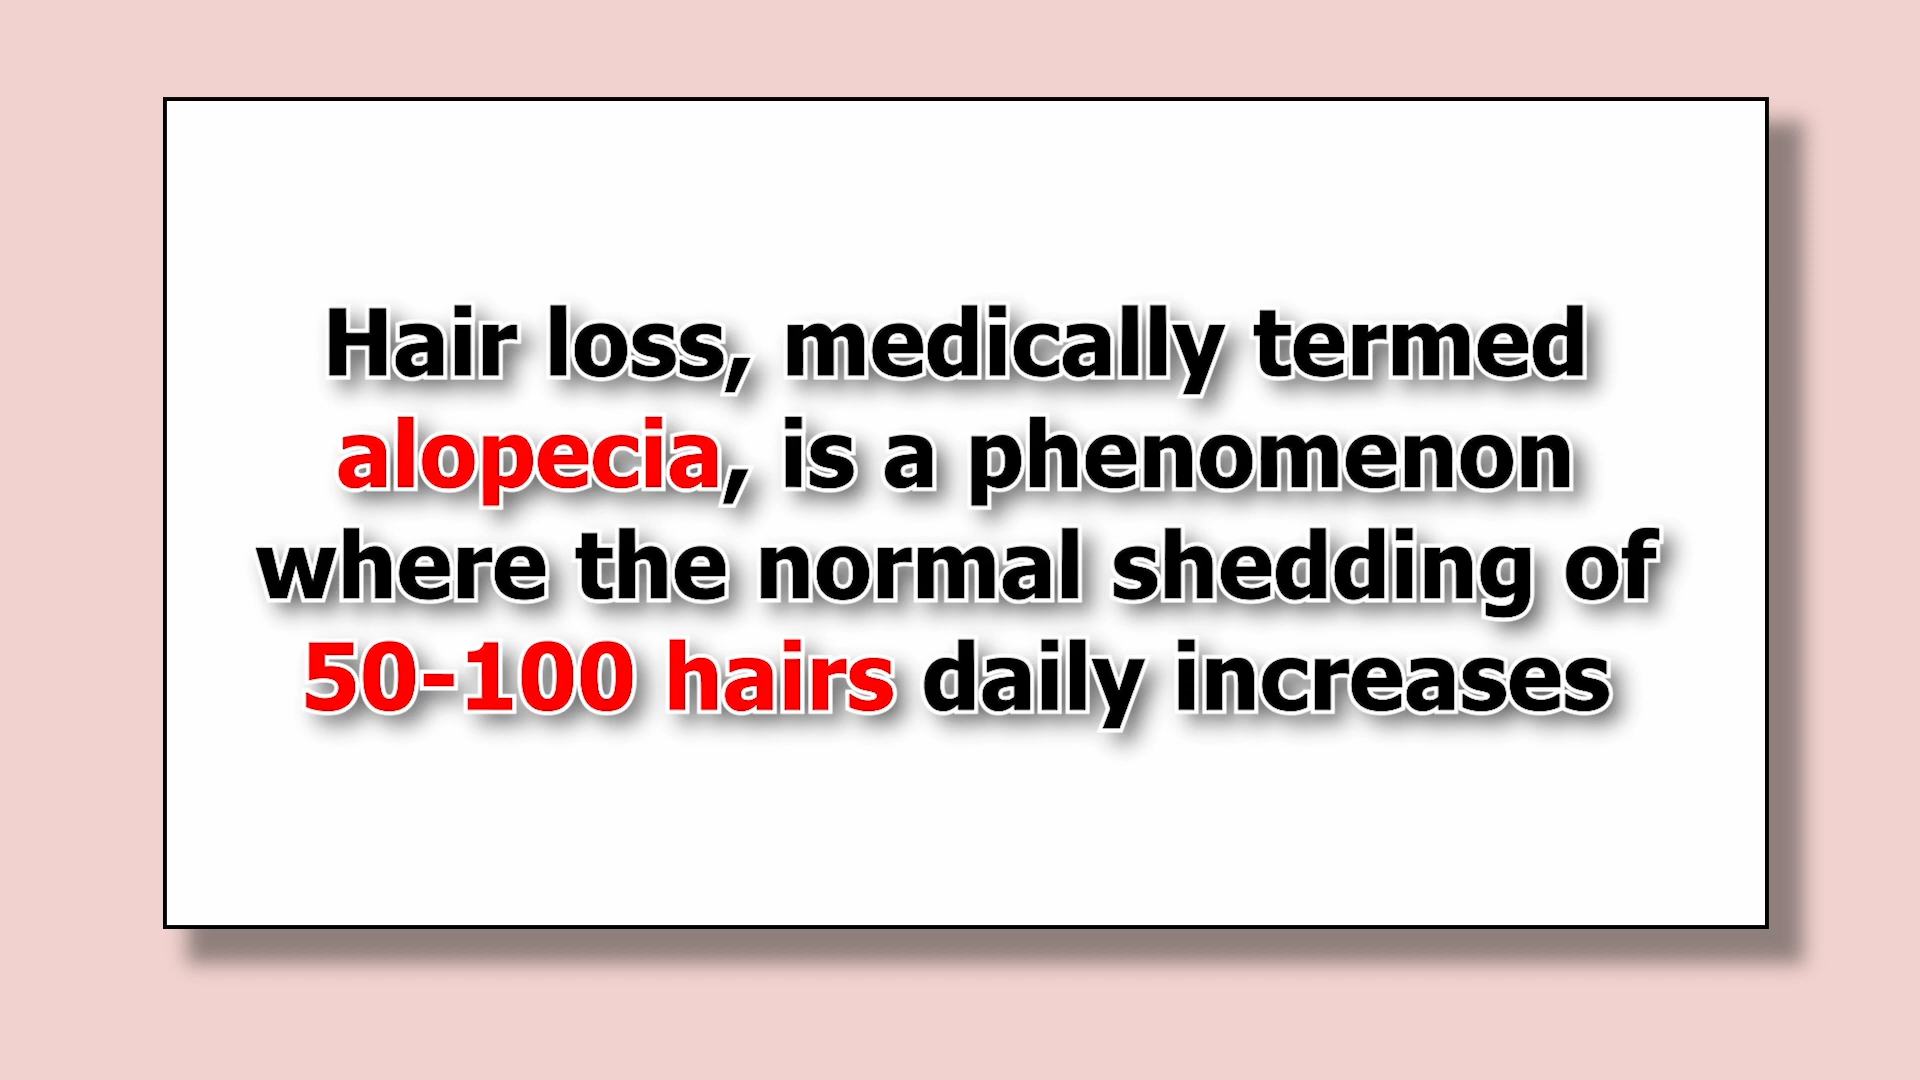 Hair loss, medically termed
alopecia, is a phenomenon
where the normal shedding of
50-100 hairs daily increases